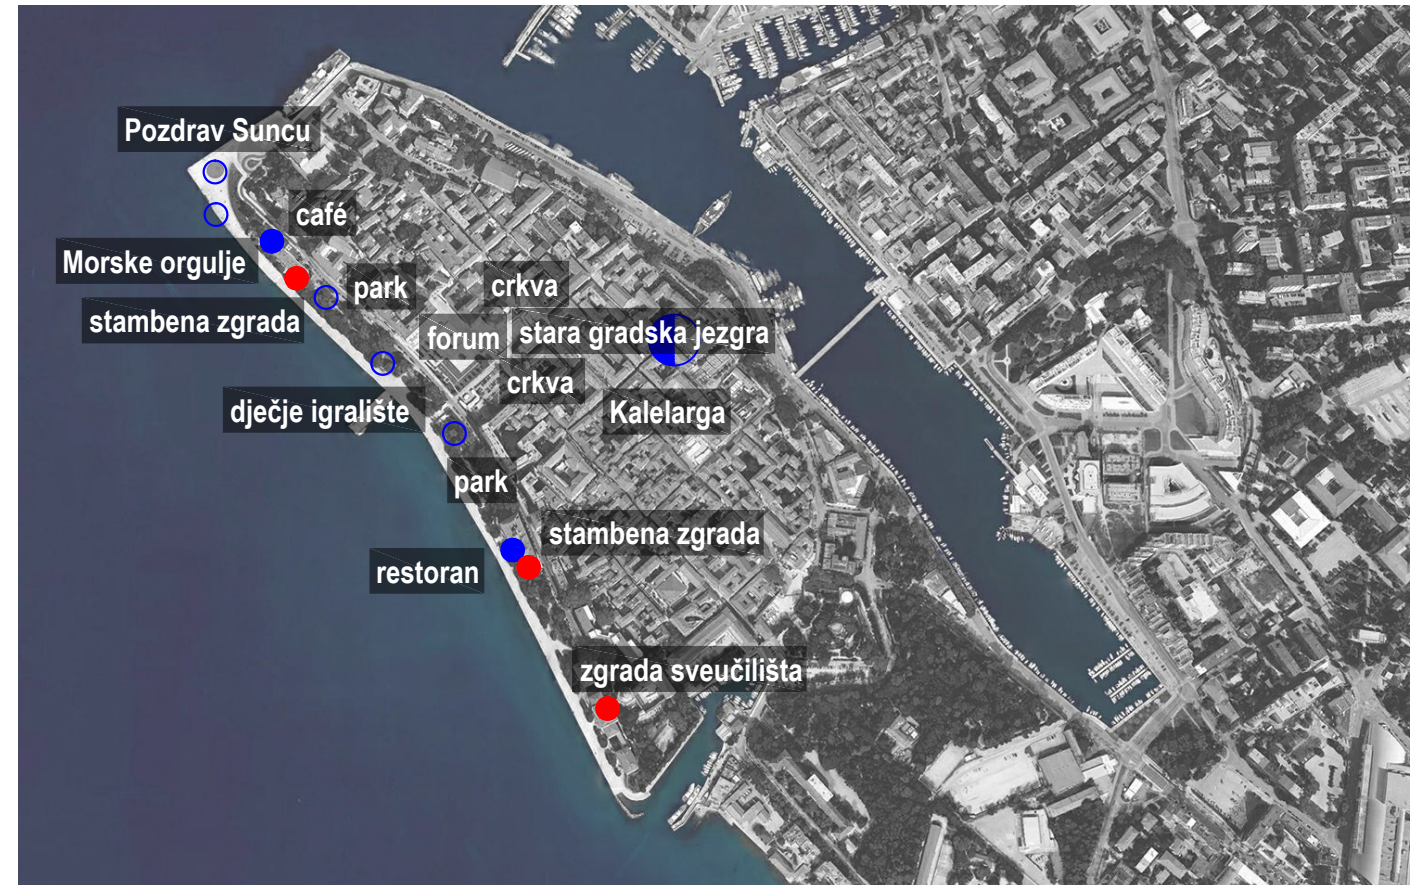 Pozdrav Suncu
café
Morske orgulje
park
crkva
stambena zgrada
forum
stara gradska jezgra
crkva
dječje igralište
Kalelarga
park
stambena zgrada
restoran
zgrada sveučilišta